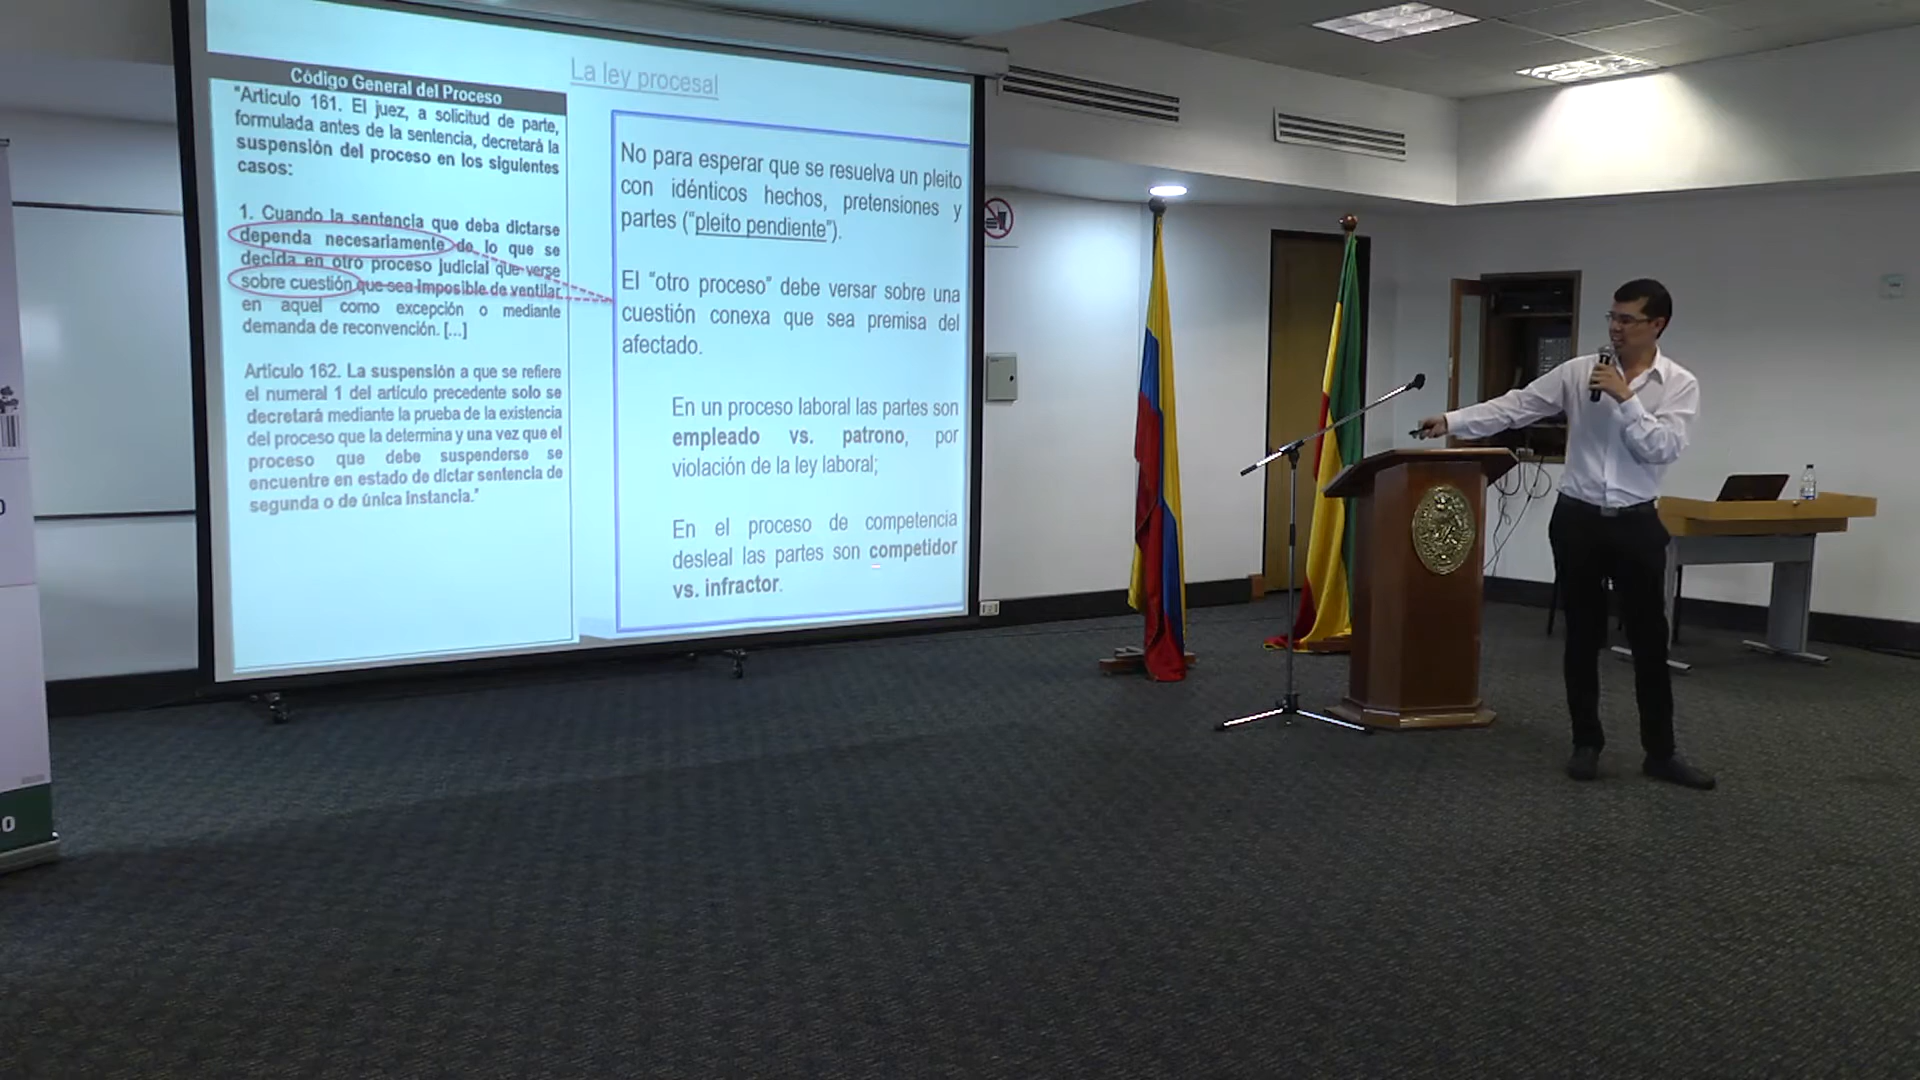 La ley procesal
Código General del Proceso
"Artículo 161. El juez, a solicitud de parte,
formulada antes de la sentencia, decretará la
suspensión del proceso en los siguientes
casos:
1. Cuando la sentencia que deba dictarse
dependa necesariamente de lo que se
decida en otro proceso judicial que verse
sobre cuestión que sea imposible de ventilar
en aquel como excepción o mediante
demanda de reconvención. [...]
Artículo 162. La suspensión a que se refiere
el numeral 1 del artículo precedente solo se
decretará mediante la prueba de la existencia
del proceso que la determina y una vez que el
proceso que debe suspenderse se
encuentre en estado de dictar sentencia de
segunda o de única instancia."
No para esperar que se resuelva un pleito
con idénticos hechos, pretensiones y
partes ("pleito pendiente").
El "otro proceso" debe versar sobre una
cuestión conexa que sea premisa del
afectado.
En un proceso laboral las partes son
empleado vs. patrono, por
violación de la ley laboral;
En el proceso de competencia
desleal las partes son competidor
vs. infractor.